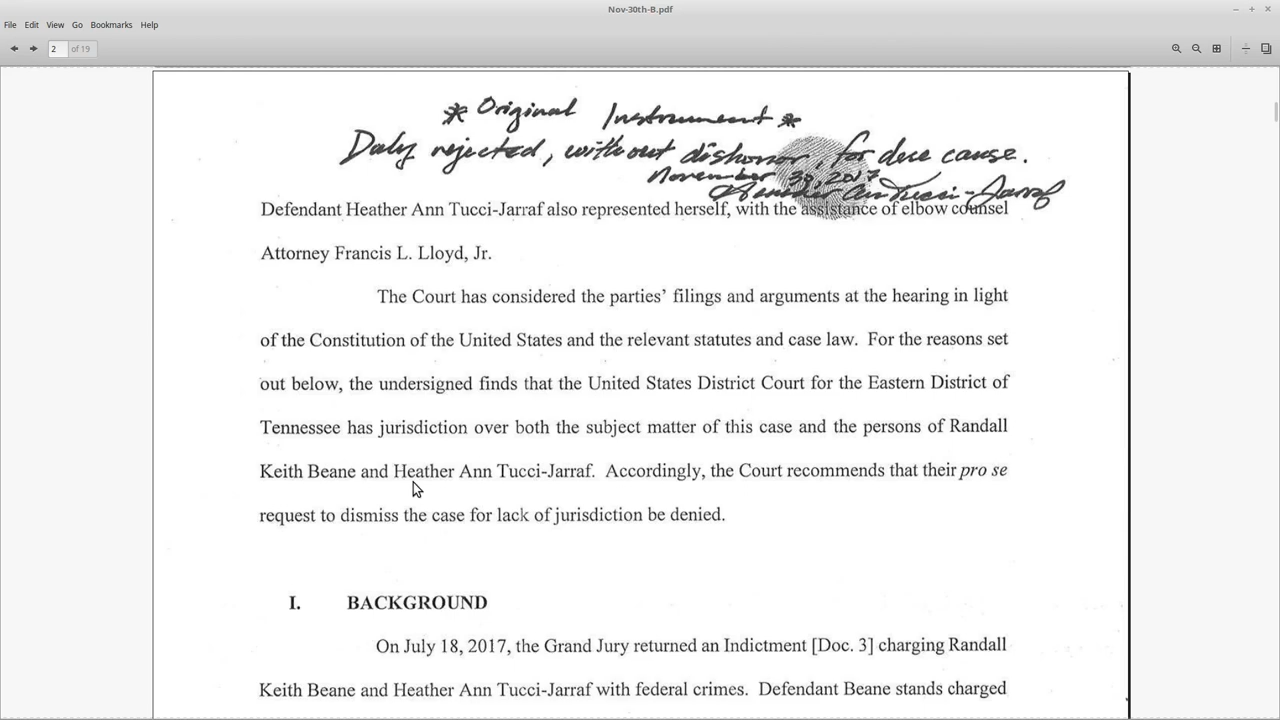 Nov-30th-B.pdf
File Edit View Go Bookmarks Help
2 of 19
* Original Instrument *
Duly rejected, without dishonor, for due cause.
November 30, 2017
Heather Ann Tucci-Jarraf
Defendant Heather Ann Tucci-Jarraf also represented herself, with the assistance of elbow counsel
Attorney Francis L. Lloyd, Jr.
The Court has considered the parties' filings and arguments at the hearing in light
of the Constitution of the United States and the relevant statutes and case law. For the reasons set
out below, the undersigned finds that the United States District Court for the Eastern District of
Tennessee has jurisdiction over both the subject matter of this case and the persons of Randall
Keith Beane and Heather Ann Tucci-Jarraf. Accordingly, the Court recommends that their pro se
request to dismiss the case for lack of jurisdiction be denied.
I. BACKGROUND
On July 18, 2017, the Grand Jury returned an Indictment [Doc. 3] charging Randall
Keith Beane and Heather Ann Tucci-Jarraf with federal crimes. Defendant Beane stands charged